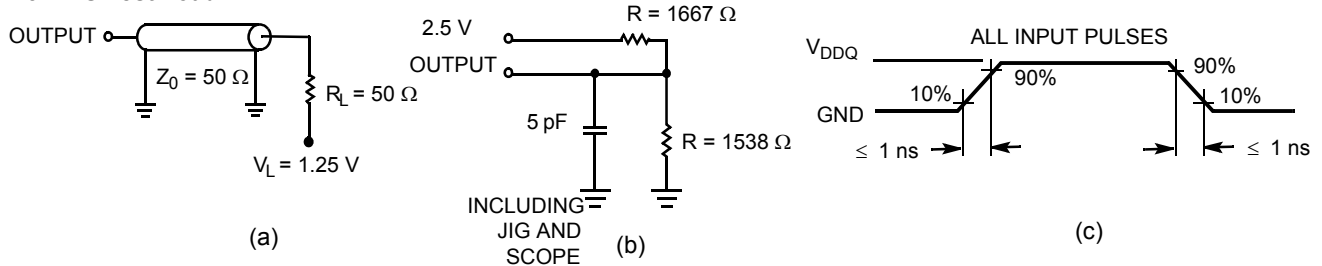 OUTPUT
Z0 = 50 Ω
RL = 50 Ω
VL = 1.25 V
(a)
R = 1667 Ω
2.5 V
OUTPUT
5 pF
R = 1538 Ω
INCLUDING
JIG AND
SCOPE
(b)
ALL INPUT PULSES
VDDQ
GND
10%
90%
90%
10%
≤ 1 ns
≤ 1 ns
(c)